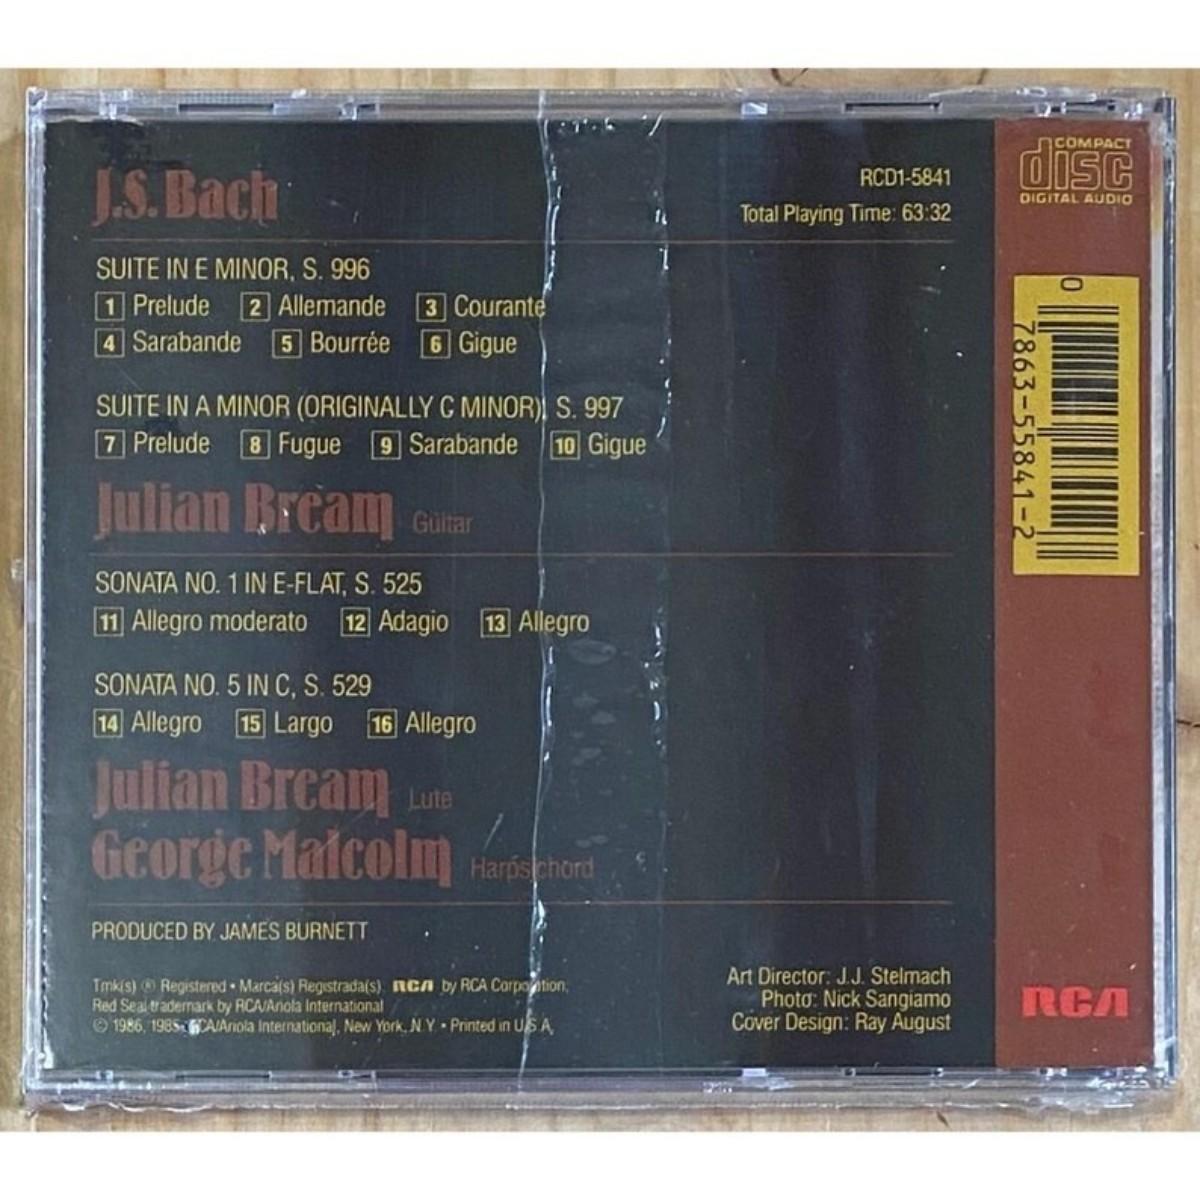 J.S. Bach
RCD1-5841
Total Playing Time: 63:32
SUITE IN E MINOR, S. 996
1 Prelude 2 Allemande 3 Courante
4 Sarabande 5 Bourrée 6 Gigue
SUITE IN A MINOR (ORIGINALLY C MINOR), S. 997
7 Prelude 8 Fugue 9 Sarabande 10 Gigue
Julian Bream Guitar
SONATA NO. 1 IN E-FLAT, S. 525
11 Allegro moderato 12 Adagio 13 Allegro
SONATA NO. 5 IN C, S. 529
14 Allegro 15 Largo 16 Allegro
Julian Bream Lute
George Malcolm Harpsichord
PRODUCED BY JAMES BURNETT
Tmk(s) ® Registered • Marca(s) Registrada(s) RCA by RCA Corporation,
Red Seal trademark by RCA/Ariola International
© 1986, 1985, RCA/Ariola International, New York, N.Y. • Printed in U.S.A.
Art Director: J.J. Stelmach
Photo: Nick Sangiamo
Cover Design: Ray August
COMPACT
disc
DIGITAL AUDIO
0 7863-55841-2
RCA